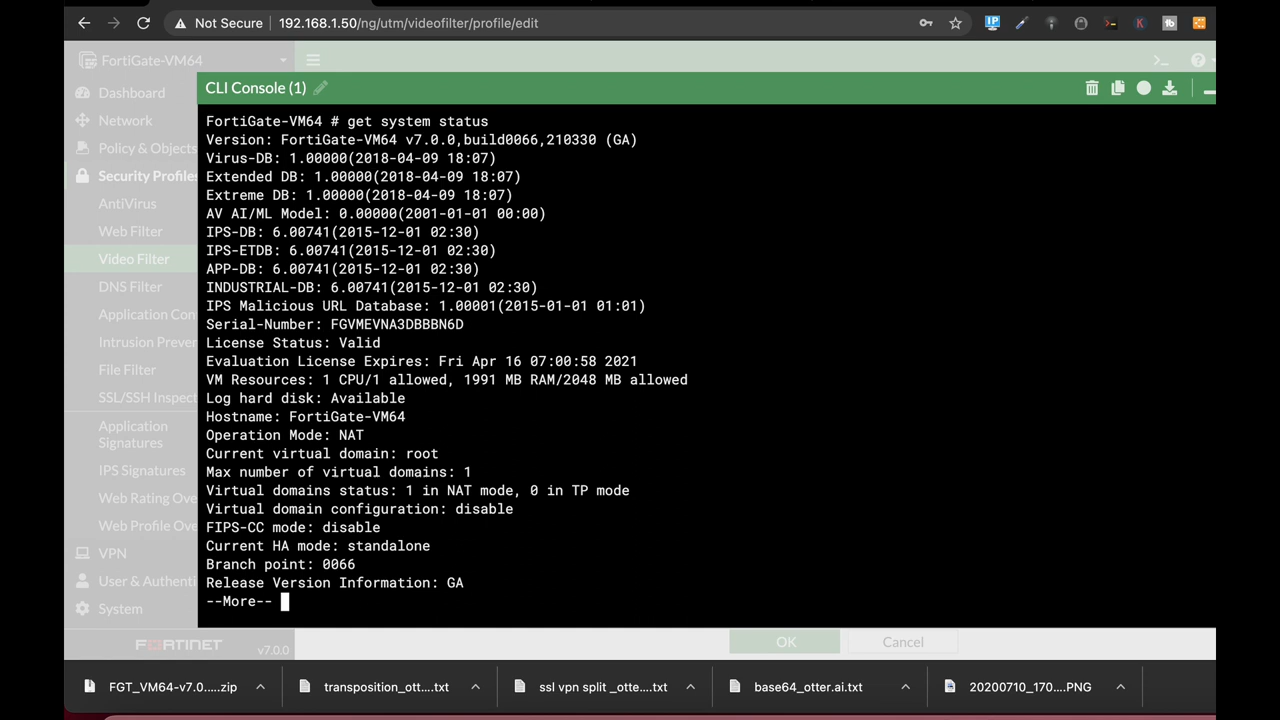 Not Secure 192.168.1.50/ng/utm/videofilter/profile/edit
FortiGate-VM64
CLI Console (1)
Dashboard
Network
Policy & Objects
Security Profiles
AntiVirus
Web Filter
Video Filter
DNS Filter
Application Con
Intrusion Preven
File Filter
SSL/SSH Inspect
Application
Signatures
IPS Signatures
Web Rating Ove
Web Profile Ove
VPN
User & Authenti
System
FortiGate-VM64 # get system status
Version: FortiGate-VM64 v7.0.0,build0066,210330 (GA)
Virus-DB: 1.00000(2018-04-09 18:07)
Extended DB: 1.00000(2018-04-09 18:07)
Extreme DB: 1.00000(2018-04-09 18:07)
AV AI/ML Model: 0.00000(2001-01-01 00:00)
IPS-DB: 6.00741(2015-12-01 02:30)
IPS-ETDB: 6.00741(2015-12-01 02:30)
APP-DB: 6.00741(2015-12-01 02:30)
INDUSTRIAL-DB: 6.00741(2015-12-01 02:30)
IPS Malicious URL Database: 1.00001(2015-01-01 01:01)
Serial-Number: FGVMEVNA3DBBBN6D
License Status: Valid
Evaluation License Expires: Fri Apr 16 07:00:58 2021
VM Resources: 1 CPU/1 allowed, 1991 MB RAM/2048 MB allowed
Log hard disk: Available
Hostname: FortiGate-VM64
Operation Mode: NAT
Current virtual domain: root
Max number of virtual domains: 1
Virtual domains status: 1 in NAT mode, 0 in TP mode
Virtual domain configuration: disable
FIPS-CC mode: disable
Current HA mode: standalone
Branch point: 0066
Release Version Information: GA
--More--
FORTINET v7.0.0
OK Cancel
FGT_VM64-v7.0.....zip transposition_ott....txt ssl vpn split _otte....txt base64_otter.ai.txt 20200710_170....PNG